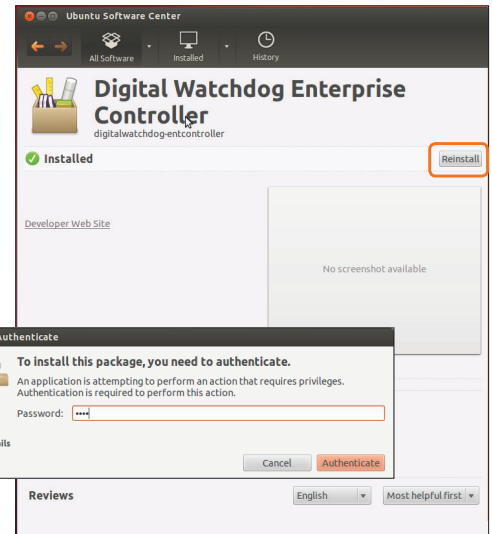 Ubuntu Software Center
All Software
Installed
History
Digital Watchdog Enterprise
Controller
digitalwatchdog-entcontroller
Installed
Reinstall
Developer Web Site
No screenshot available
Authenticate
To install this package, you need to authenticate.
An application is attempting to perform an action that requires privileges.
Authentication is required to perform this action.
Password: ••••
ils
Cancel
Authenticate
Reviews
English
Most helpful first